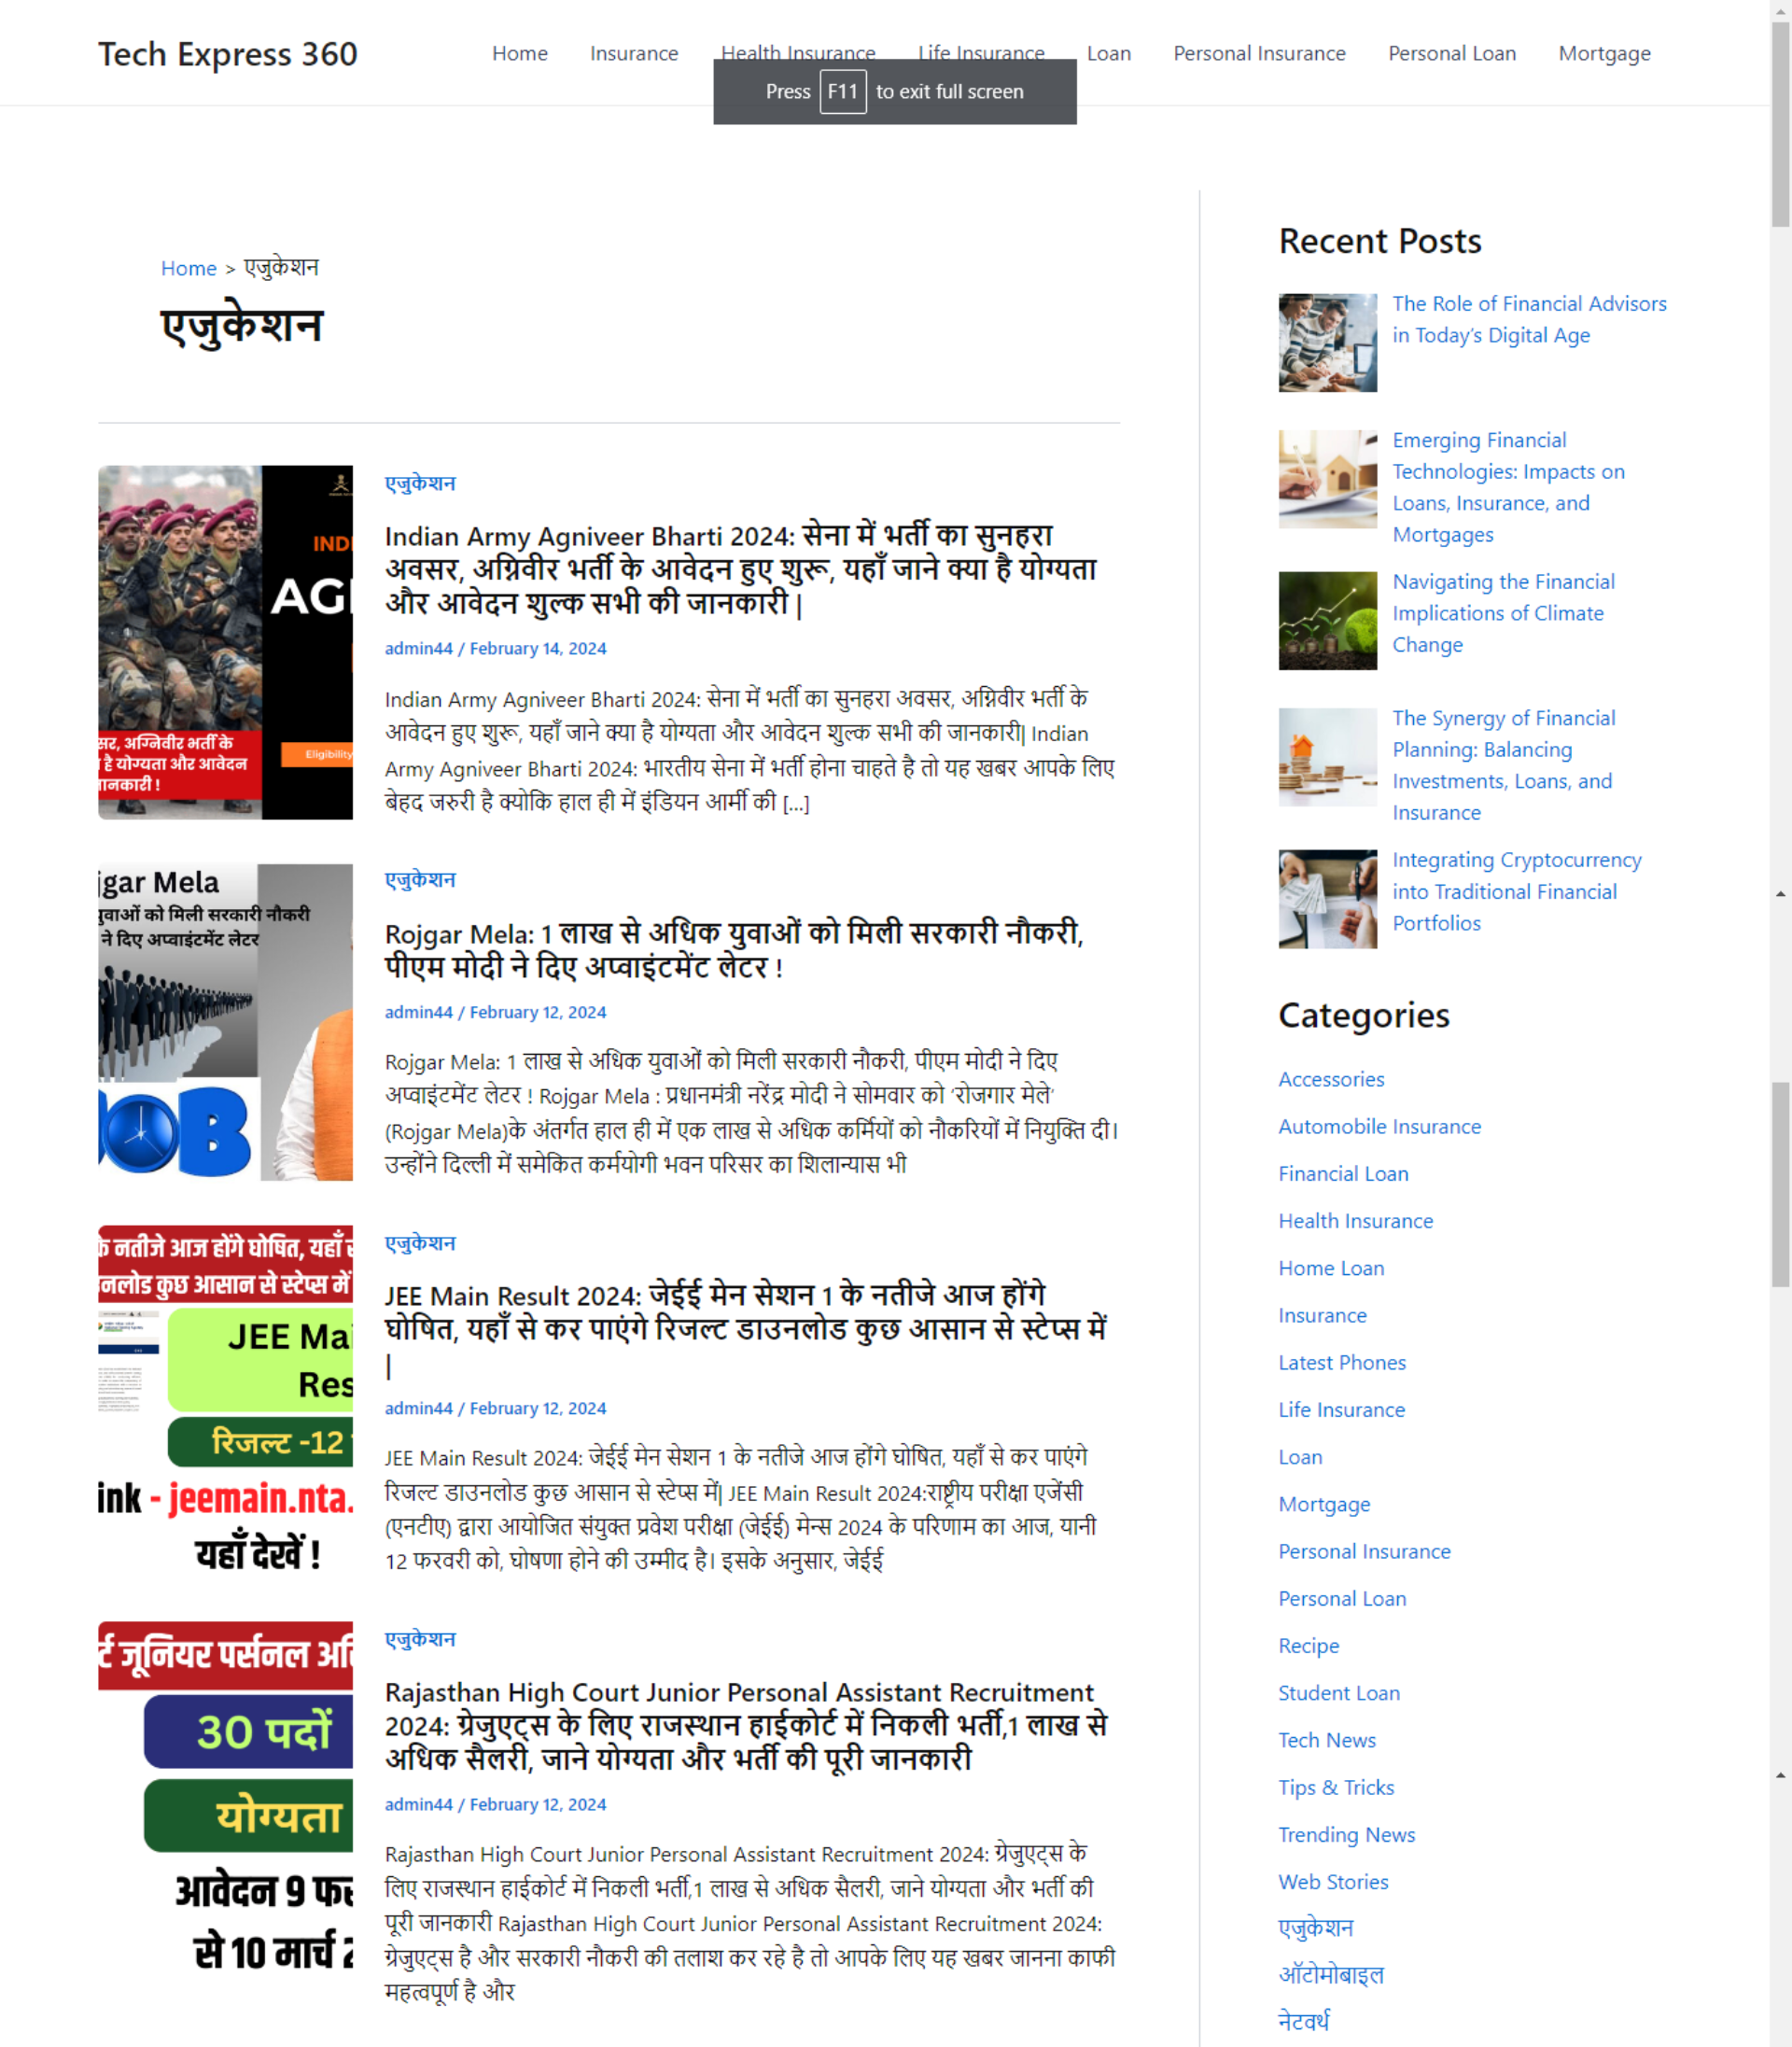 Tech Express 360
Home Insurance Health Insurance Life Insurance Loan Personal Insurance Personal Loan Mortgage
Press F11 to exit full screen
Home > एजुकेशन
एजुकेशन
एजुकेशन
Indian Army Agniveer Bharti 2024: सेना में भर्ती का सुनहरा
अवसर, अग्निवीर भर्ती के आवेदन हुए शुरू, यहाँ जाने क्या है योग्यता
और आवेदन शुल्क सभी की जानकारी |
admin44 / February 14, 2024
Indian Army Agniveer Bharti 2024: सेना में भर्ती का सुनहरा अवसर, अग्निवीर भर्ती के
आवेदन हुए शुरू, यहाँ जाने क्या है योग्यता और आवेदन शुल्क सभी की जानकारी| Indian
Army Agniveer Bharti 2024: भारतीय सेना में भर्ती होना चाहते है तो यह खबर आपके लिए
बेहद जरुरी है क्योकि हाल ही में इंडियन आर्मी की [...]
IND
AG
सर, अग्निवीर भर्ती के
है योग्यता और आवेदन
ानकारी !
Eligibility
एजुकेशन
Rojgar Mela: 1 लाख से अधिक युवाओं को मिली सरकारी नौकरी,
पीएम मोदी ने दिए अप्वाइंटमेंट लेटर !
admin44 / February 12, 2024
Rojgar Mela: 1 लाख से अधिक युवाओं को मिली सरकारी नौकरी, पीएम मोदी ने दिए
अप्वाइंटमेंट लेटर ! Rojgar Mela : प्रधानमंत्री नरेंद्र मोदी ने सोमवार को ‘रोजगार मेले’
(Rojgar Mela)के अंतर्गत हाल ही में एक लाख से अधिक कर्मियों को नौकरियों में नियुक्ति दी।
उन्होंने दिल्ली में समेकित कर्मयोगी भवन परिसर का शिलान्यास भी
jgar Mela
युवाओं को मिली सरकारी नौकरी
ने दिए अप्वाइंटमेंट लेटर
OB
एजुकेशन
JEE Main Result 2024: जेईई मेन सेशन 1 के नतीजे आज होंगे
घोषित, यहाँ से कर पाएंगे रिजल्ट डाउनलोड कुछ आसान से स्टेप्स में
|
admin44 / February 12, 2024
JEE Main Result 2024: जेईई मेन सेशन 1 के नतीजे आज होंगे घोषित, यहाँ से कर पाएंगे
रिजल्ट डाउनलोड कुछ आसान से स्टेप्स में| JEE Main Result 2024:राष्ट्रीय परीक्षा एजेंसी
(एनटीए) द्वारा आयोजित संयुक्त प्रवेश परीक्षा (जेईई) मेन्स 2024 के परिणाम का आज, यानी
12 फरवरी को, घोषणा होने की उम्मीद है। इसके अनुसार, जेईई
के नतीजे आज होंगे घोषित, यहाँ
नलोड कुछ आसान से स्टेप्स में
JEE Mai
Res
रिजल्ट -12
ink - jeemain.nta.
यहाँ देखें !
एजुकेशन
Rajasthan High Court Junior Personal Assistant Recruitment
2024: ग्रेजुएट्स के लिए राजस्थान हाईकोर्ट में निकली भर्ती,1 लाख से
अधिक सैलरी, जाने योग्यता और भर्ती की पूरी जानकारी
admin44 / February 12, 2024
Rajasthan High Court Junior Personal Assistant Recruitment 2024: ग्रेजुएट्स के
लिए राजस्थान हाईकोर्ट में निकली भर्ती,1 लाख से अधिक सैलरी, जाने योग्यता और भर्ती की
पूरी जानकारी Rajasthan High Court Junior Personal Assistant Recruitment 2024:
ग्रेजुएट्स है और सरकारी नौकरी की तलाश कर रहे है तो आपके लिए यह खबर जानना काफी
महत्वपूर्ण है और
र्ट जूनियर पर्सनल असि
30 पदों
योग्यता
आवेदन 9 फर
से 10 मार्च 2
Recent Posts
The Role of Financial Advisors
in Today’s Digital Age
Emerging Financial
Technologies: Impacts on
Loans, Insurance, and
Mortgages
Navigating the Financial
Implications of Climate
Change
The Synergy of Financial
Planning: Balancing
Investments, Loans, and
Insurance
Integrating Cryptocurrency
into Traditional Financial
Portfolios
Categories
Accessories
Automobile Insurance
Financial Loan
Health Insurance
Home Loan
Insurance
Latest Phones
Life Insurance
Loan
Mortgage
Personal Insurance
Personal Loan
Recipe
Student Loan
Tech News
Tips & Tricks
Trending News
Web Stories
एजुकेशन
ऑटोमोबाइल
नेटवर्थ